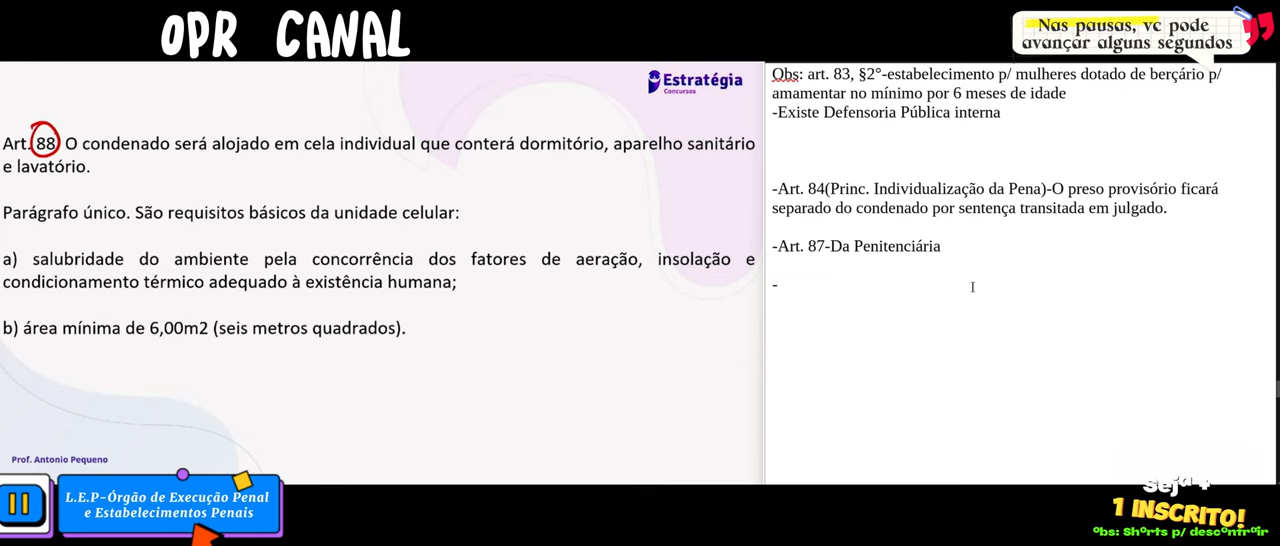 OPR CANAL
Nas pausas, vc pode
avançar alguns segundos
Estratégia
Concursos
Art. 88 O condenado será alojado em cela individual que conterá dormitório, aparelho sanitário
e lavatório.
Parágrafo único. São requisitos básicos da unidade celular:
a) salubridade do ambiente pela concorrência dos fatores de aeração, insolação e
condicionamento térmico adequado à existência humana;
b) área mínima de 6,00m2 (seis metros quadrados).
Prof. Antonio Pequeno
Obs: art. 83, §2°-estabelecimento p/ mulheres dotado de berçário p/
amamentar no mínimo por 6 meses de idade
-Existe Defensoria Pública interna
-Art. 84(Princ. Individualização da Pena)-O preso provisório ficará
separado do condenado por sentença transitada em julgado.
-Art. 87-Da Penitenciária
-
L.E.P-Órgão de Execução Penal
e Estabelecimentos Penais
Seja +
1 INSCRITO!
Obs: Shorts p/ descontrair